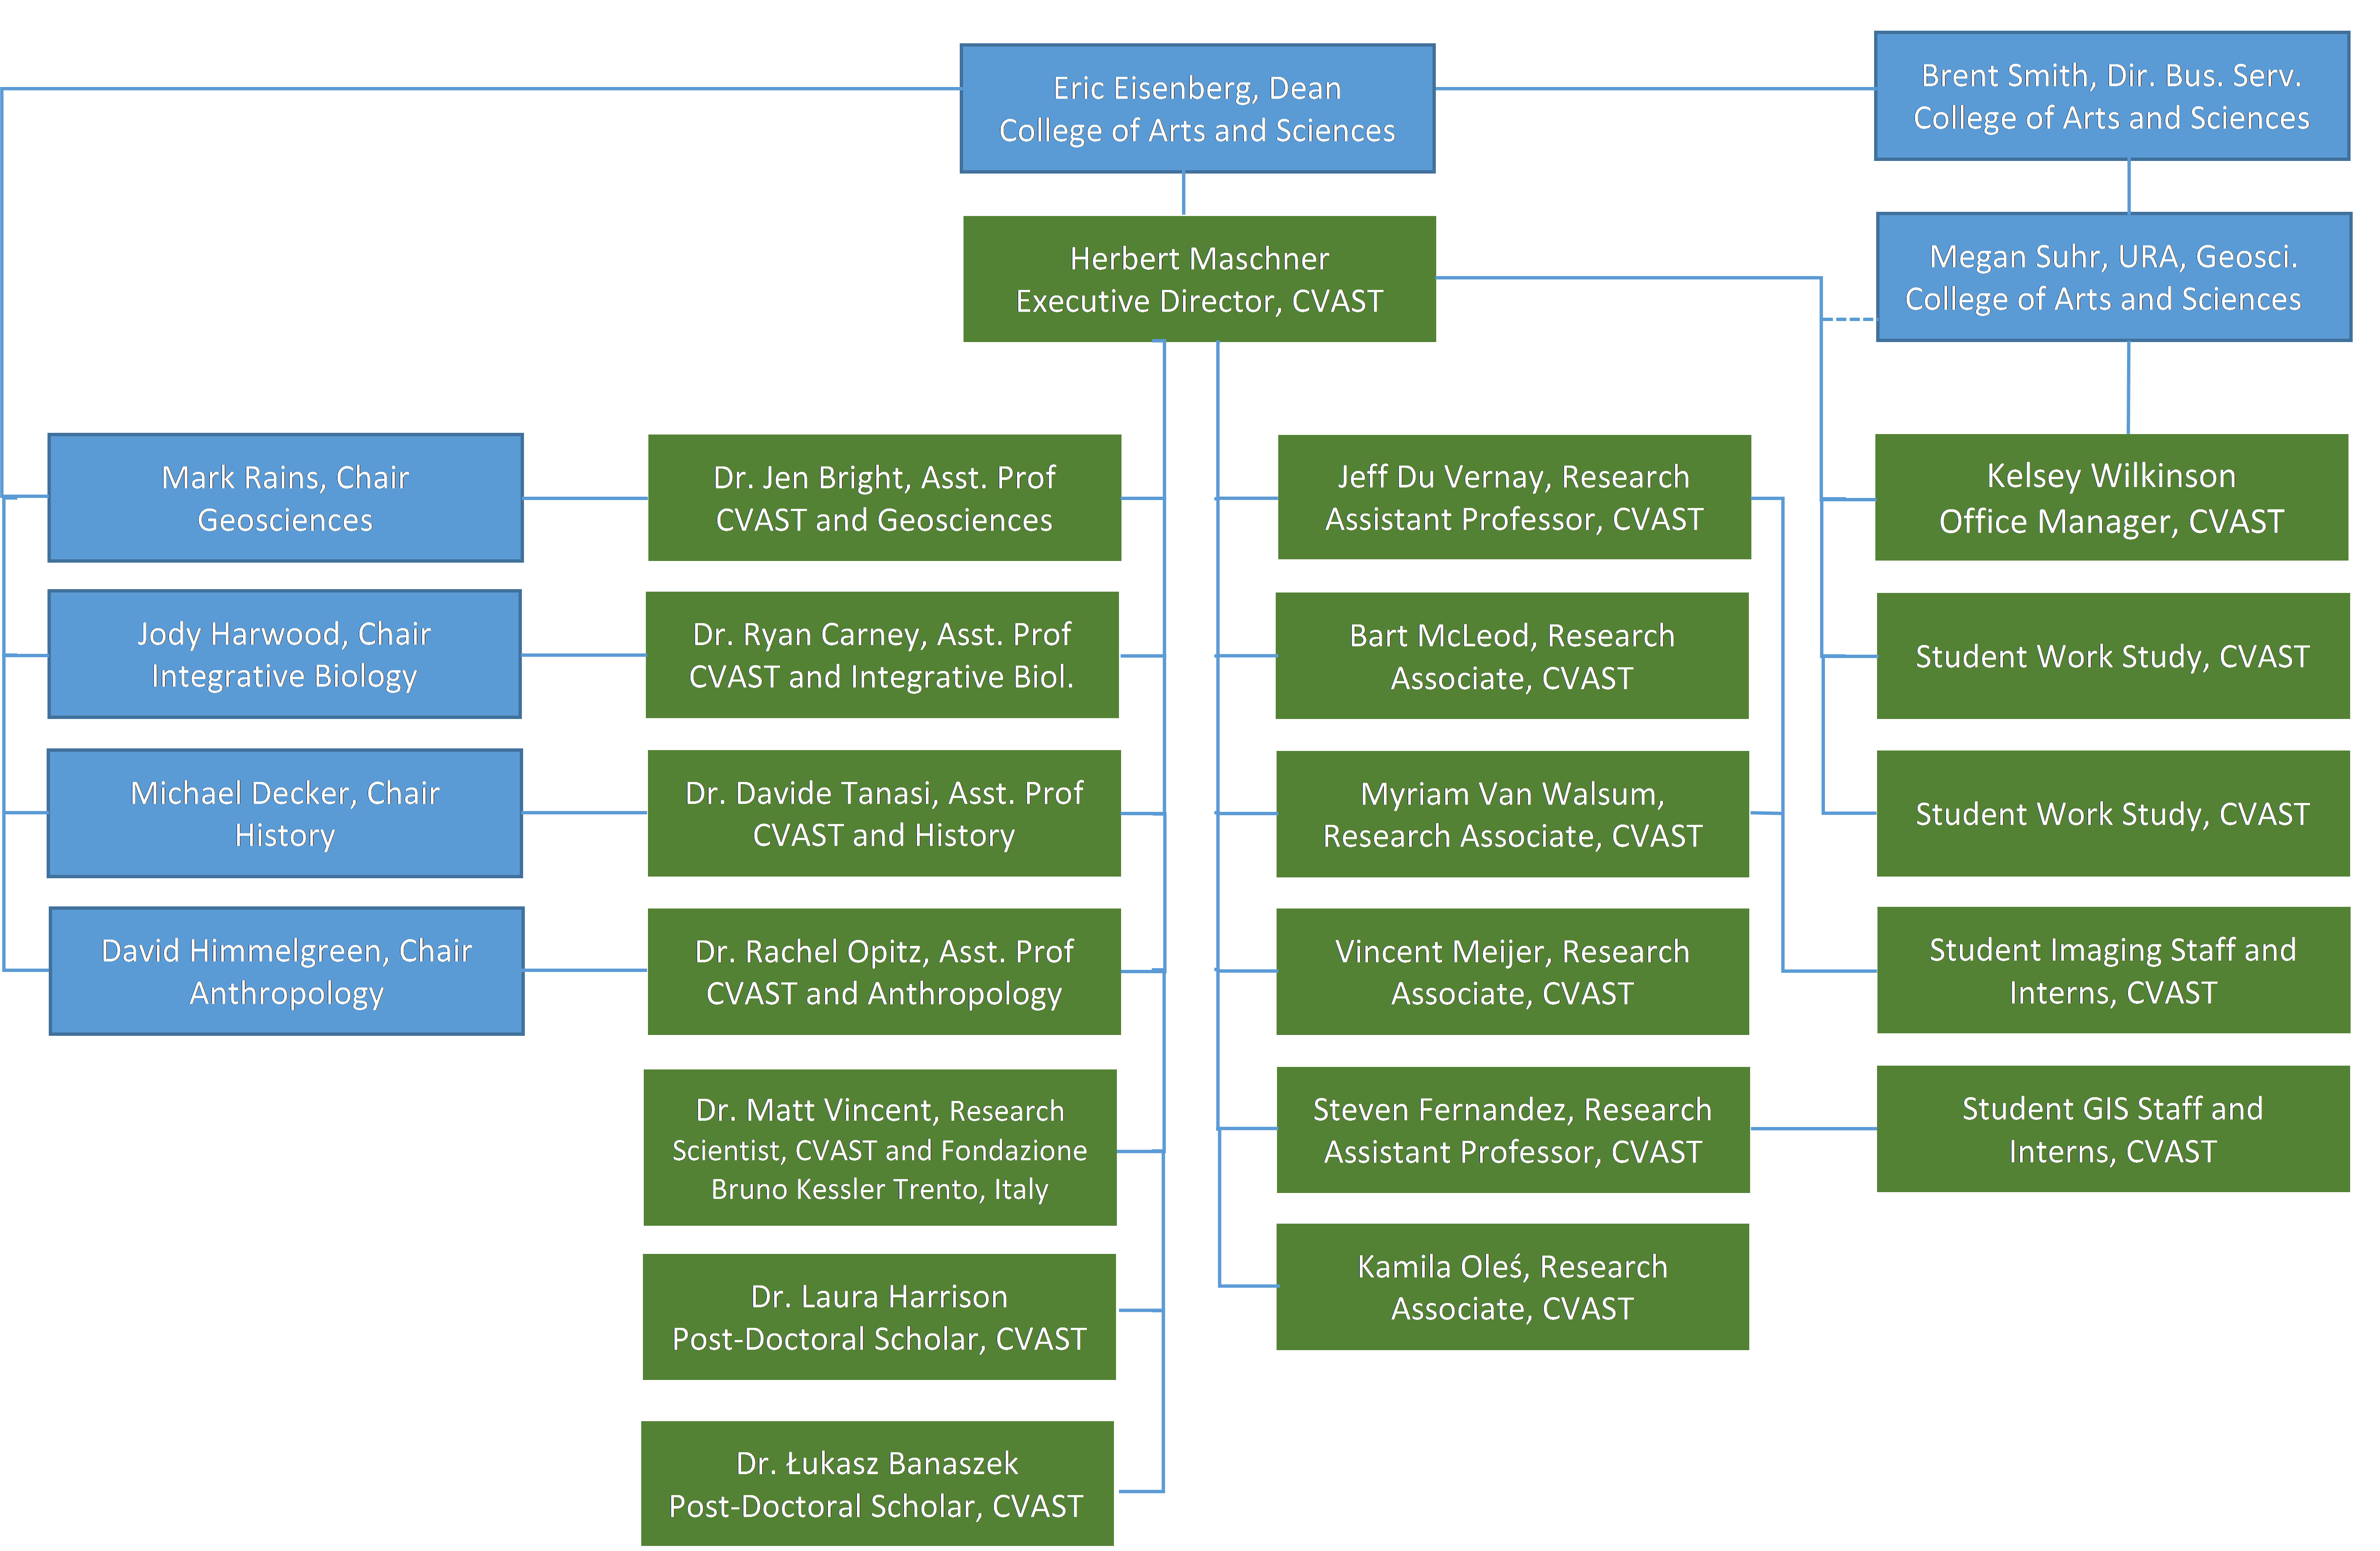 Eric Eisenberg, Dean
College of Arts and Sciences
Brent Smith, Dir. Bus. Serv.
College of Arts and Sciences
Herbert Maschner
Executive Director, CVAST
Megan Suhr, URA, Geosci.
College of Arts and Sciences
Mark Rains, Chair
Geosciences
Dr. Jen Bright, Asst. Prof
CVAST and Geosciences
Jeff Du Vernay, Research
Assistant Professor, CVAST
Kelsey Wilkinson
Office Manager, CVAST
Jody Harwood, Chair
Integrative Biology
Dr. Ryan Carney, Asst. Prof
CVAST and Integrative Biol.
Bart McLeod, Research
Associate, CVAST
Student Work Study, CVAST
Michael Decker, Chair
History
Dr. Davide Tanasi, Asst. Prof
CVAST and History
Myriam Van Walsum,
Research Associate, CVAST
Student Work Study, CVAST
David Himmelgreen, Chair
Anthropology
Dr. Rachel Opitz, Asst. Prof
CVAST and Anthropology
Vincent Meijer, Research
Associate, CVAST
Student Imaging Staff and
Interns, CVAST
Dr. Matt Vincent, Research
Scientist, CVAST and Fondazione
Bruno Kessler Trento, Italy
Steven Fernandez, Research
Assistant Professor, CVAST
Student GIS Staff and
Interns, CVAST
Dr. Laura Harrison
Post-Doctoral Scholar, CVAST
Kamila Oleś, Research
Associate, CVAST
Dr. Łukasz Banaszek
Post-Doctoral Scholar, CVAST